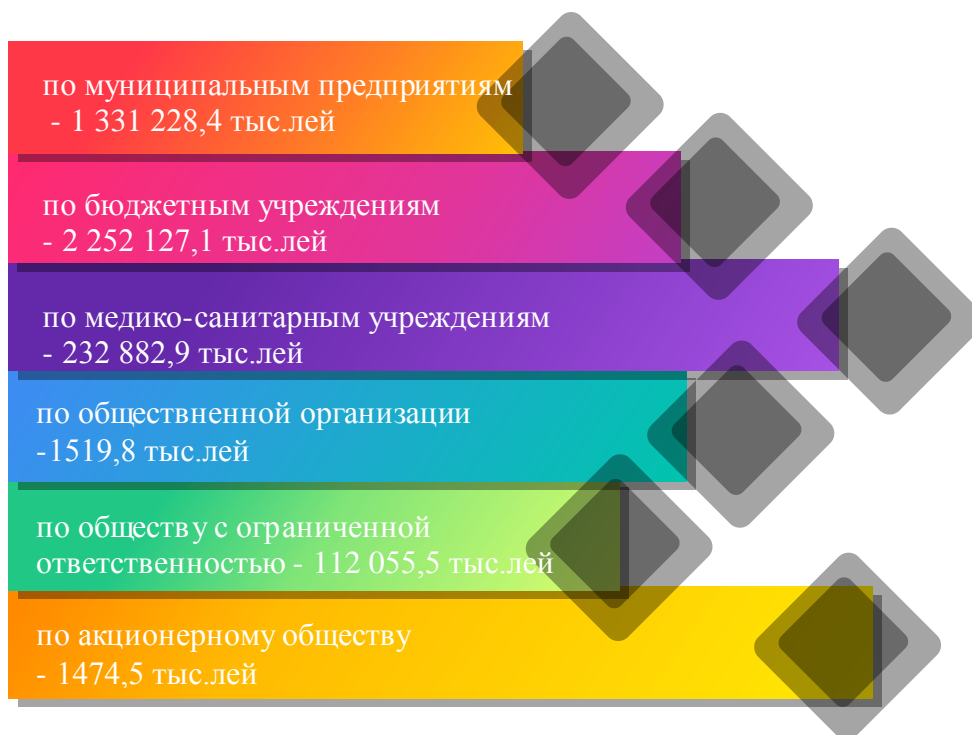 по муниципальным предприятиям
- 1 331 228,4 тыс.лей
по бюджетным учреждениям
- 2 252 127,1 тыс.лей
по медико-санитарным учреждениям
- 232 882,9 тыс.лей
по обществненной организации
-1519,8 тыс.лей
по обществу с ограниченной
ответственностью - 112 055,5 тыс.лей
по акционерному обществу
- 1474,5 тыс.лей